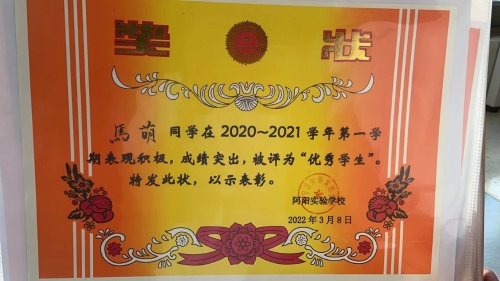 奖状
馬萌 同学在 2020～2021 学年第一学
期表现积极，成绩突出，被评为“优秀学生”。
特发此状，以示表彰。
阿阳实验学校
2022 年 3 月 8 日